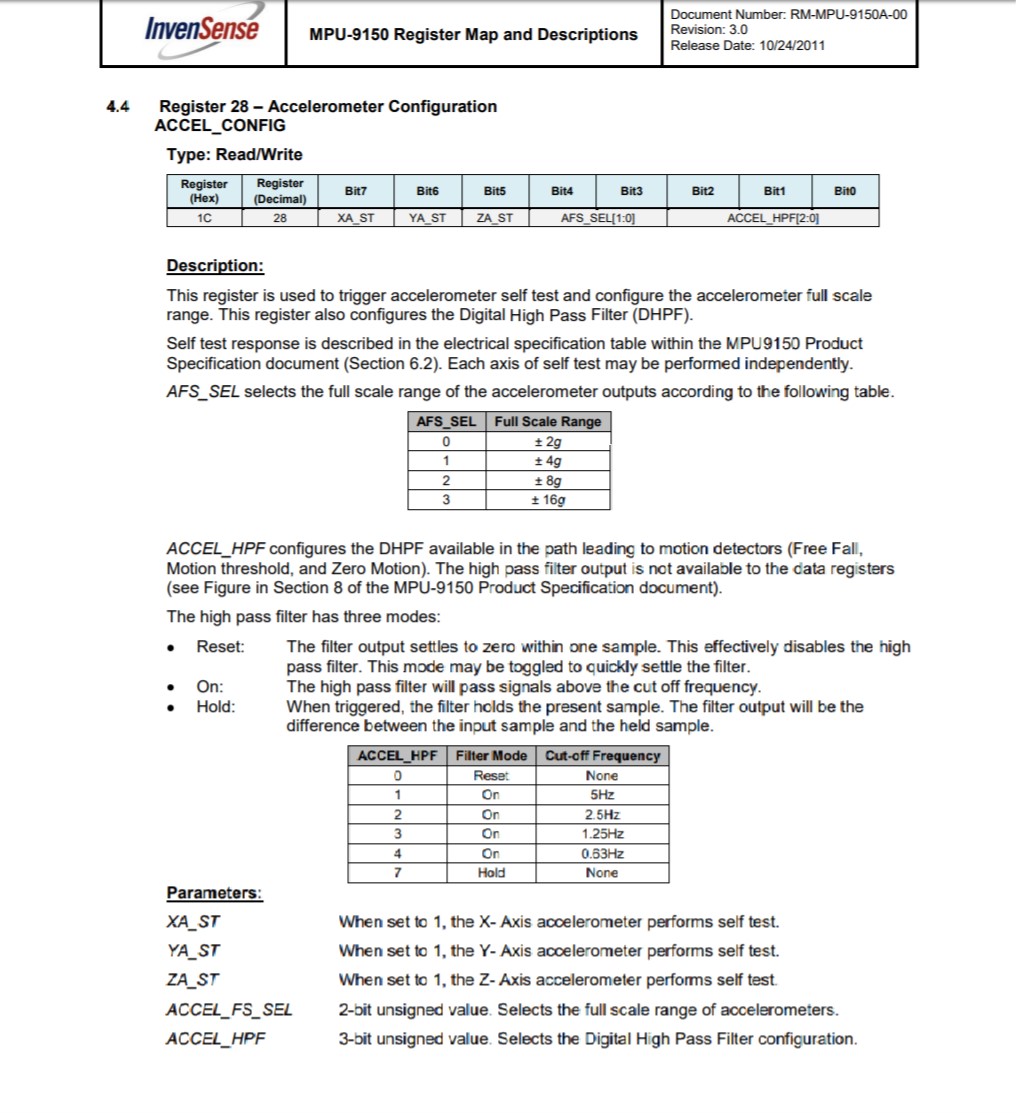 InvenSense
MPU-9150 Register Map and Descriptions
Document Number: RM-MPU-9150A-00
Revision: 3.0
Release Date: 10/24/2011
4.4 Register 28 – Accelerometer Configuration
ACCEL_CONFIG
Type: Read/Write
Register (Hex) Register (Decimal) Bit7 Bit6 Bit5 Bit4 Bit3 Bit2 Bit1 Bit0
1C 28 XA_ST YA_ST ZA_ST AFS_SEL[1:0] ACCEL_HPF[2:0]
Description:
This register is used to trigger accelerometer self test and configure the accelerometer full scale
range. This register also configures the Digital High Pass Filter (DHPF).
Self test response is described in the electrical specification table within the MPU9150 Product
Specification document (Section 6.2). Each axis of self test may be performed independently.
AFS_SEL selects the full scale range of the accelerometer outputs according to the following table.
AFS_SEL Full Scale Range
0 ± 2g
1 ± 4g
2 ± 8g
3 ± 16g
ACCEL_HPF configures the DHPF available in the path leading to motion detectors (Free Fall,
Motion threshold, and Zero Motion). The high pass filter output is not available to the data registers
(see Figure in Section 8 of the MPU-9150 Product Specification document).
The high pass filter has three modes:
• Reset: The filter output settles to zero within one sample. This effectively disables the high
pass filter. This mode may be toggled to quickly settle the filter.
• On: The high pass filter will pass signals above the cut off frequency.
• Hold: When triggered, the filter holds the present sample. The filter output will be the
difference between the input sample and the held sample.
ACCEL_HPF Filter Mode Cut-off Frequency
0 Reset None
1 On 5Hz
2 On 2.5Hz
3 On 1.25Hz
4 On 0.63Hz
7 Hold None
Parameters:
XA_ST When set to 1, the X- Axis accelerometer performs self test.
YA_ST When set to 1, the Y- Axis accelerometer performs self test.
ZA_ST When set to 1, the Z- Axis accelerometer performs self test.
ACCEL_FS_SEL 2-bit unsigned value. Selects the full scale range of accelerometers.
ACCEL_HPF 3-bit unsigned value. Selects the Digital High Pass Filter configuration.